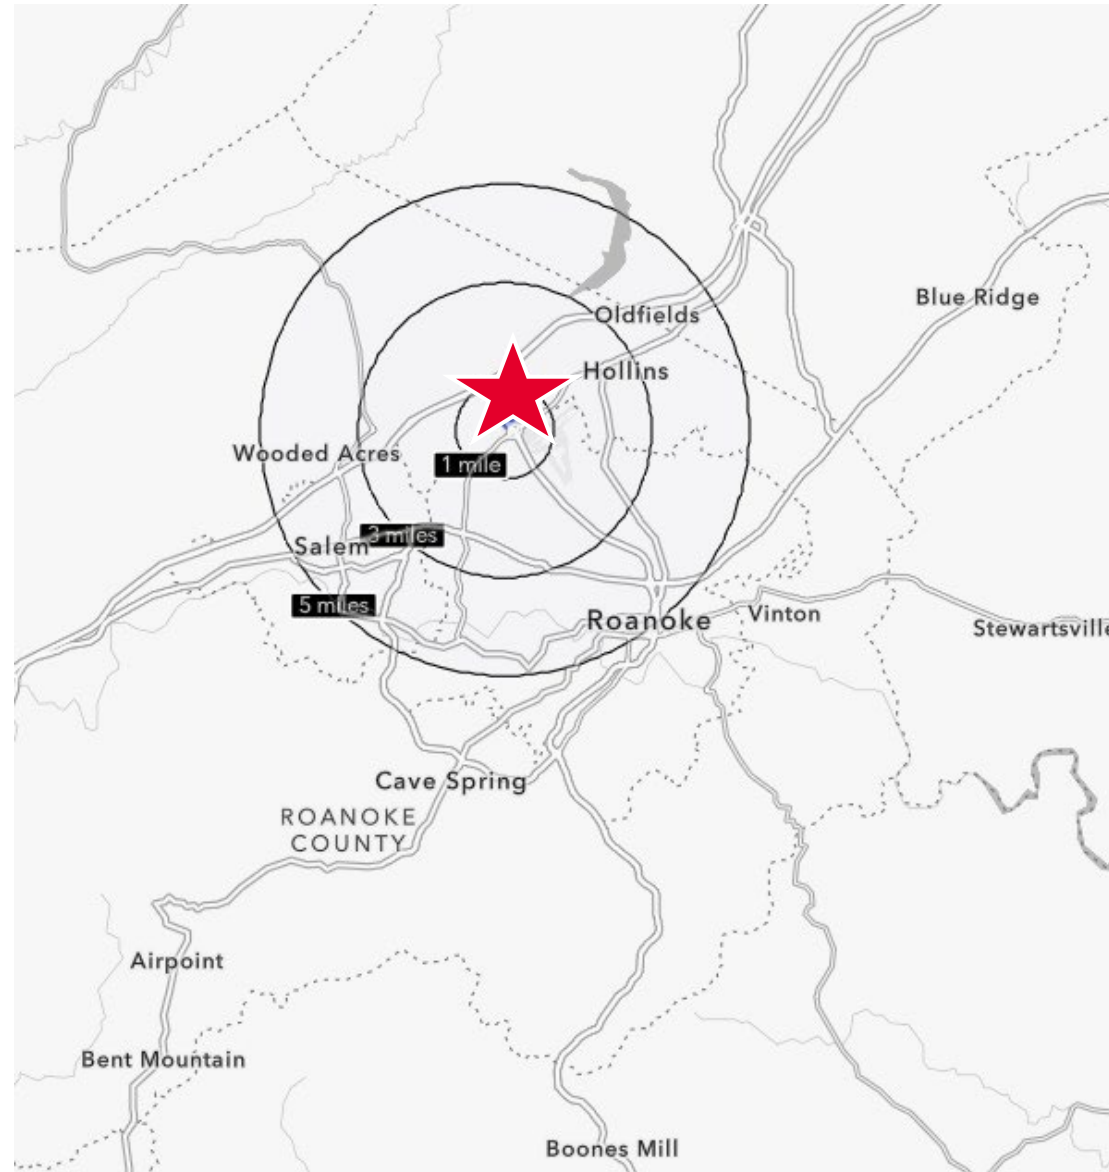 Blue Ridge
Oldfields
Hollins
Wooded Acres
1 mile
3 miles
Salem
5 miles
Roanoke
Vinton
Stewartsville
Cave Spring
ROANOKE
COUNTY
Airpoint
Bent Mountain
Boones Mill